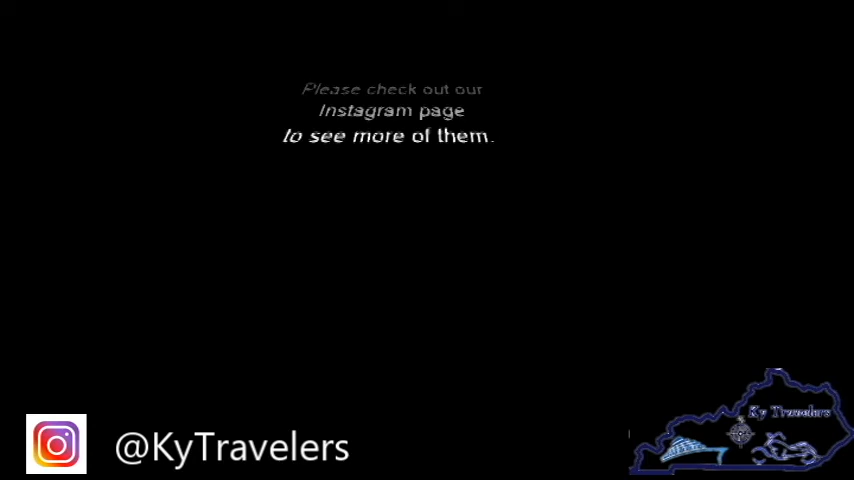 Please check out our
Instagram page
to see more of them.
Ky Travelers
@KyTravelers